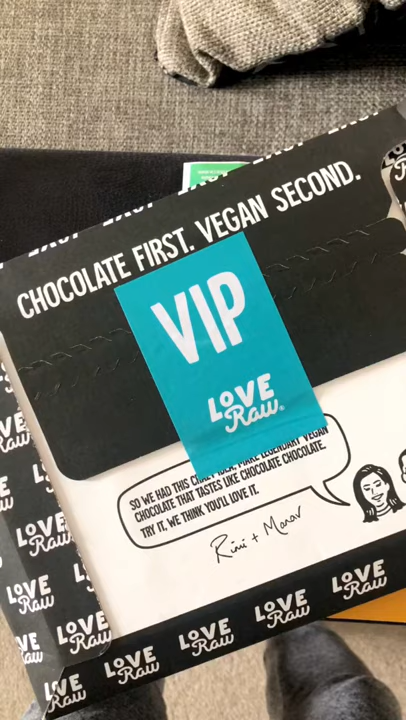 CHOCOLATE FIRST. VEGAN SECOND.
VIP
LOVE
Raw®
SO WE HAD THIS CRAZY IDEA, MAKE LEGENDARY VEGAN
CHOCOLATE THAT TASTES LIKE CHOCOLATE CHOCOLATE.
TRY IT, WE THINK YOU'LL LOVE IT.
Rimi + Manav
LOVE
Raw
LOVE
Raw
LOVE
Raw
LOVE
Raw
LOVE
Raw
LOVE
Raw
LOVE
Raw
LOVE
Raw